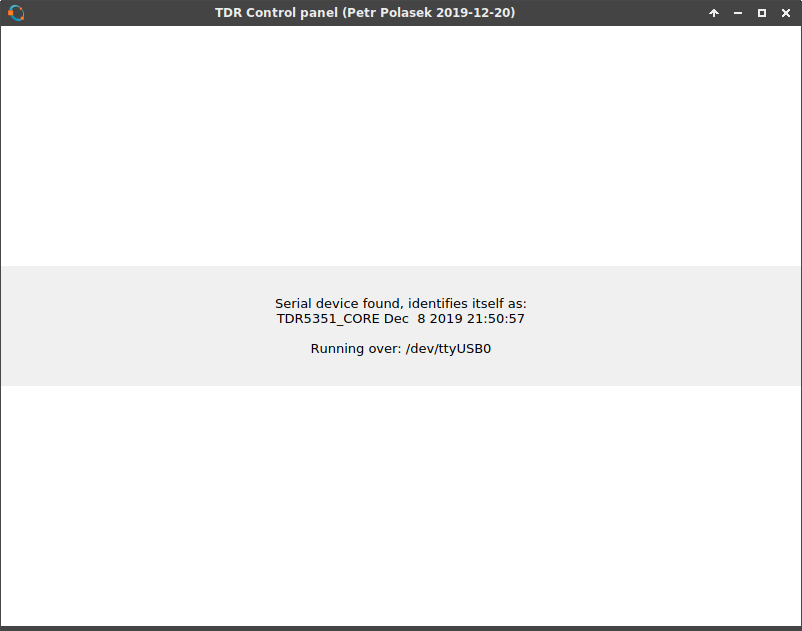 TDR Control panel (Petr Polasek 2019-12-20)
Serial device found, identifies itself as:
TDR5351_CORE Dec  8 2019 21:50:57
Running over: /dev/ttyUSB0